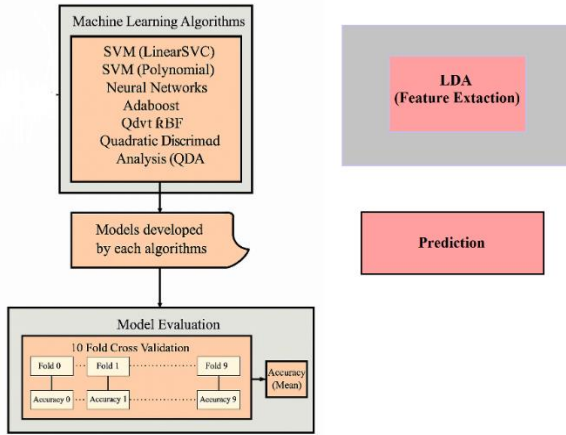 Machine Learning Algorithms
SVM (LinearSVC)
SVM (Polynomial)
Neural Networks
Adaboost
Qdvt RBF
Quadratic Discrimad
Analysis (QDA
Models developed
by each algorithms
Model Evaluation
10 Fold Cross Validation
Fold 0
Fold 1
Fold 9
Accuracy 0
Accuracy 1
Accuracy 9
Accuracy
(Mean)
LDA
(Feature Extaction)
Prediction